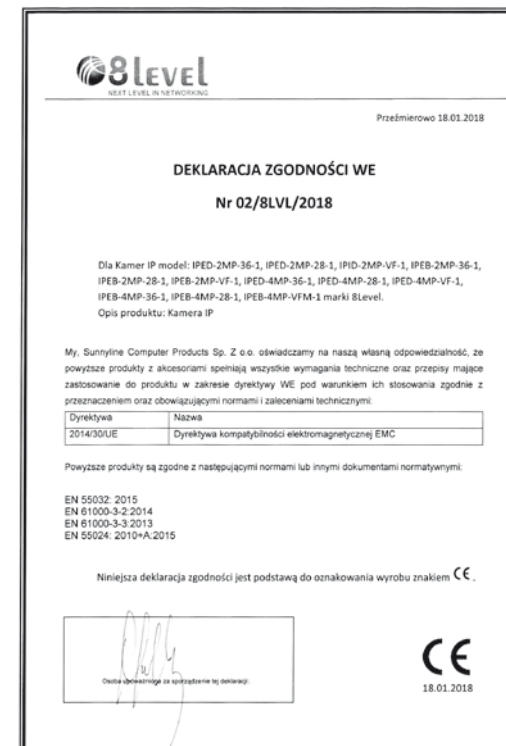 8level
NEXT LEVEL IN NETWORKING
Przeźmierowo 18.01.2018
DEKLARACJA ZGODNOŚCI WE
Nr 02/8LVL/2018
Dla Kamer IP model: IPED-2MP-36-1, IPED-2MP-28-1, IPID-2MP-VF-1, IPEB-2MP-36-1,
IPEB-2MP-28-1, IPEB-2MP-VF-1, IPED-4MP-36-1, IPED-4MP-28-1, IPED-4MP-VF-1,
IPEB-4MP-36-1, IPEB-4MP-28-1, IPEB-4MP-VFM-1 marki 8Level.
Opis produktu: Kamera IP
My, Sunnyline Computer Products Sp. Z o.o. oświadczamy na naszą własną odpowiedzialność, że
powyższe produkty z akcesoriami spełniają wszystkie wymagania techniczne oraz przepisy mające
zastosowanie do produktu w zakresie dyrektywy WE pod warunkiem ich stosowania zgodnie z
przeznaczeniem oraz obowiązującymi normami i zaleceniami technicznymi:
Dyrektywa Nazwa
2014/30/UE Dyrektywa kompatybilności elektromagnetycznej EMC
Powyższe produkty są zgodne z następującymi normami lub innymi dokumentami normatywnymi:
EN 55032: 2015
EN 61000-3-2:2014
EN 61000-3-3:2013
EN 55024: 2010+A:2015
Niniejsza deklaracja zgodności jest podstawą do oznakowania wyrobu znakiem CE.
Osoba upoważniona za sporządzenie tej deklaracji:
CE
18.01.2018